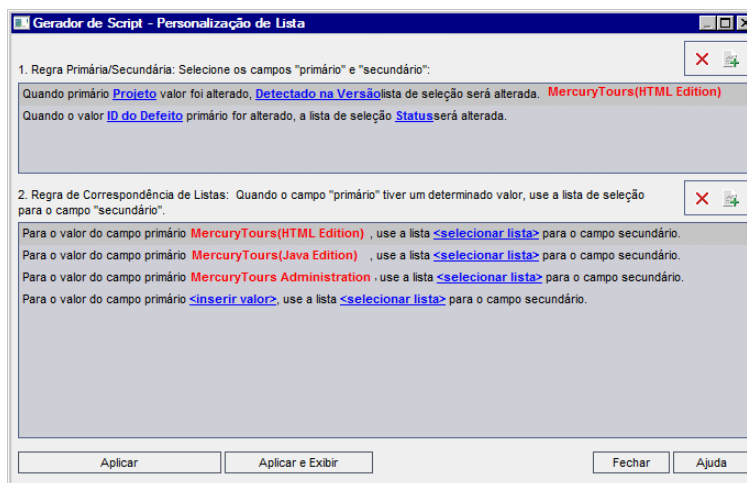 Gerador de Script - Personalização de Lista
1. Regra Primária/Secundária: Selecione os campos "primário" e "secundário":
Quando primário Projeto valor foi alterado, Detectado na Versãolista de seleção será alterada. MercuryTours(HTML Edition)
Quando o valor ID do Defeito primário for alterado, a lista de seleção Statusserá alterada.
2. Regra de Correspondência de Listas: Quando o campo "primário" tiver um determinado valor, use a lista de seleção
para o campo "secundário".
Para o valor do campo primário MercuryTours(HTML Edition) , use a lista <selecionar lista> para o campo secundário.
Para o valor do campo primário MercuryTours(Java Edition) , use a lista <selecionar lista> para o campo secundário.
Para o valor do campo primário MercuryTours Administration , use a lista <selecionar lista> para o campo secundário.
Para o valor do campo primário <inserir valor>, use a lista <selecionar lista> para o campo secundário.
Aplicar Aplicar e Exibir Fechar Ajuda